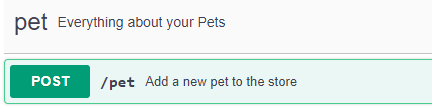 pet Everything about your Pets
POST /pet Add a new pet to the store